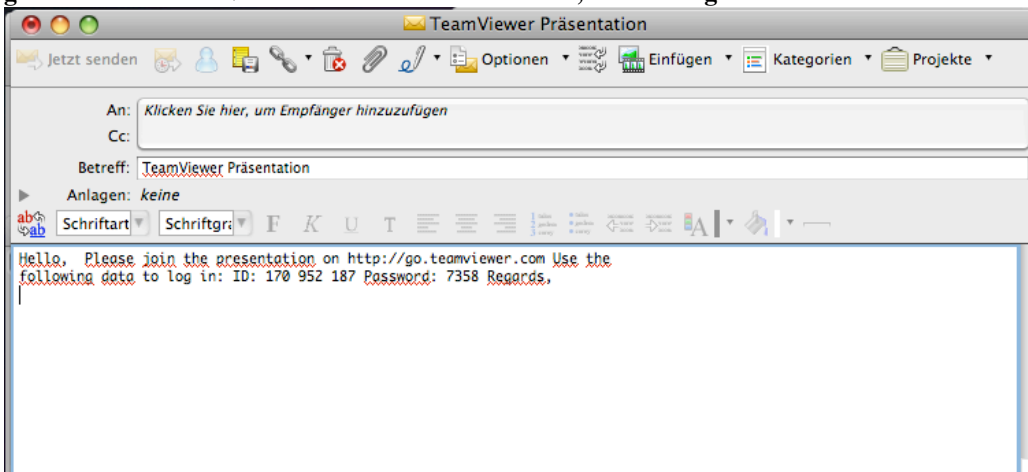 TeamViewer Präsentation
Jetzt senden Optionen Einfügen Kategorien Projekte
An: Klicken Sie hier, um Empfänger hinzuzufügen
Cc:
Betreff: TeamViewer Präsentation
Anlagen: keine
Schriftart Schriftgrö F K U T
Hello, Please join the presentation on http://go.teamviewer.com Use the
following data to log in: ID: 170 952 187 Password: 7358 Regards,